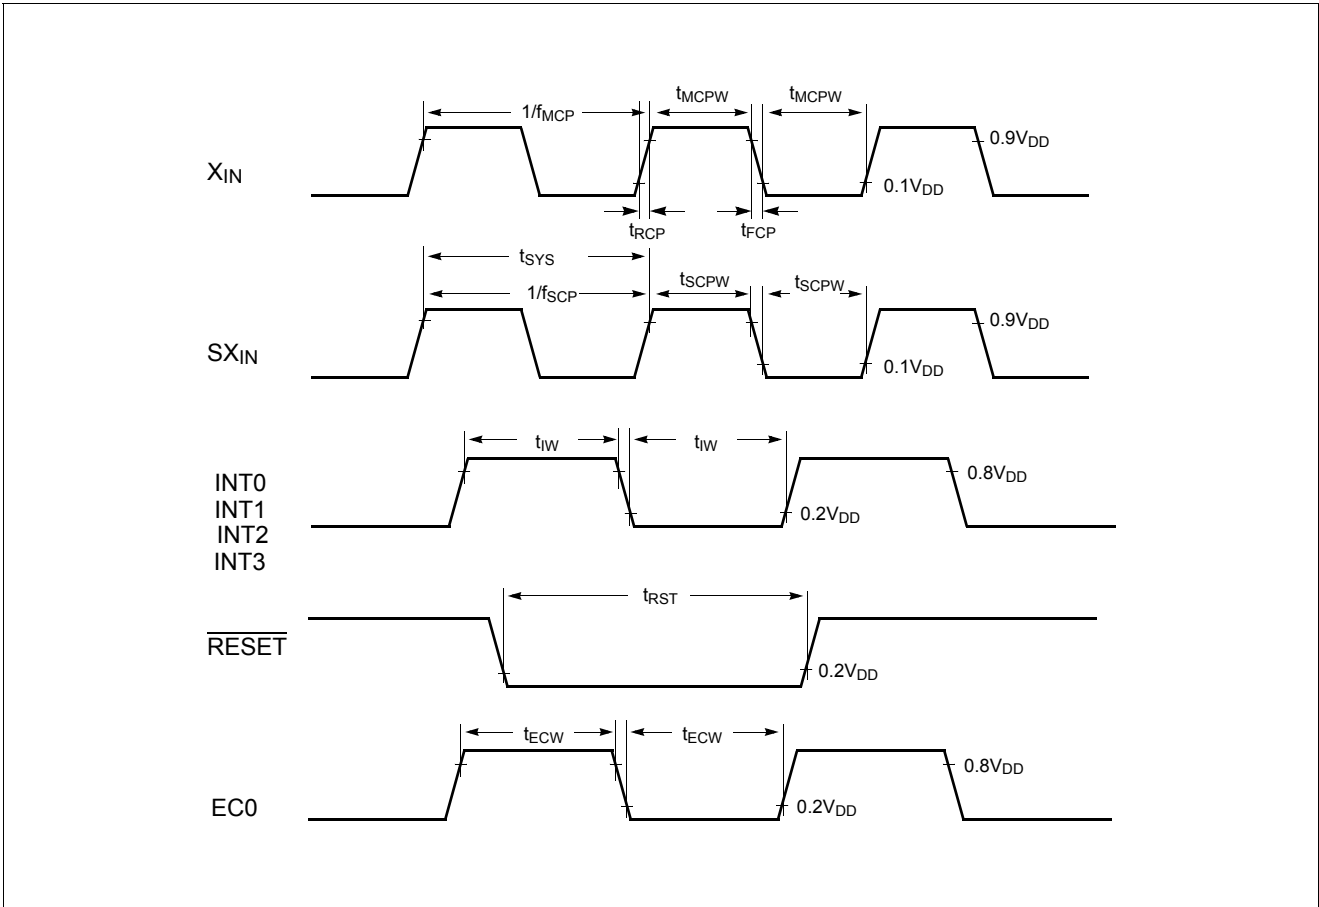 1/fMCP
tMCPW
tMCPW
0.9VDD
XIN
0.1VDD
tRCP
tFCP
tSYS
1/fSCP
tSCPW
tSCPW
0.9VDD
SXIN
0.1VDD
tIW
tIW
0.8VDD
INT0
INT1
INT2
INT3
0.2VDD
tRST
RESET
0.2VDD
tECW
tECW
0.8VDD
EC0
0.2VDD